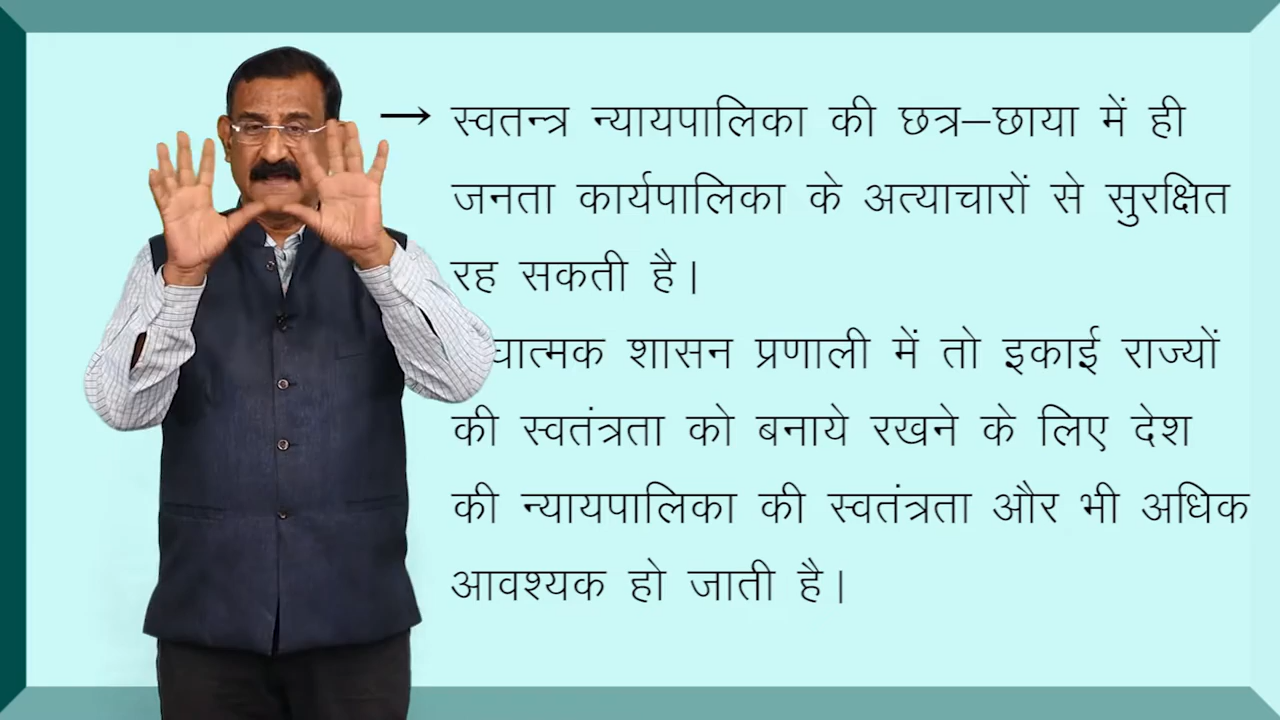 → स्वतन्त्र न्यायपालिका की छत्र–छाया में ही
जनता कार्यपालिका के अत्याचारों से सुरक्षित
रह सकती है।
शासन प्रणाली में तो इकाई राज्यों
की स्वतंत्रता को बनाये रखने के लिए देश
की न्यायपालिका की स्वतंत्रता और भी अधिक
आवश्यक हो जाती है।